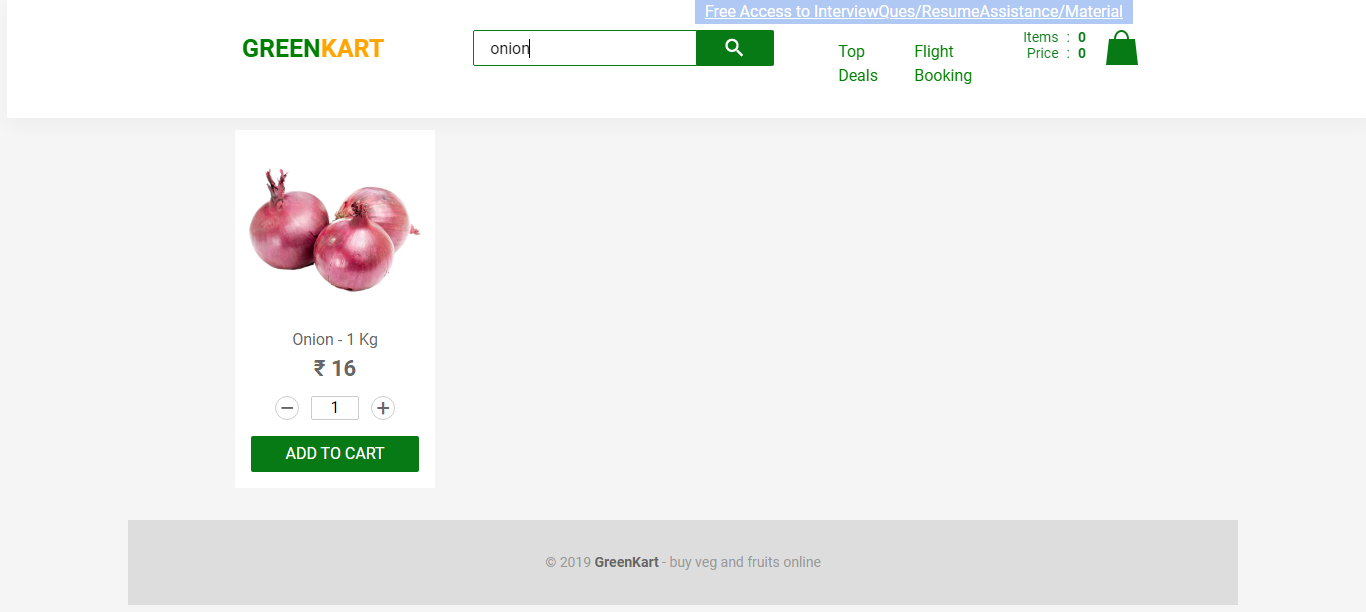 Free Access to InterviewQues/ResumeAssistance/Material
GREENKART
onion
Top Deals
Flight Booking
Items : 0
Price : 0
Onion - 1 Kg
₹ 16
1
ADD TO CART
© 2019 GreenKart - buy veg and fruits online